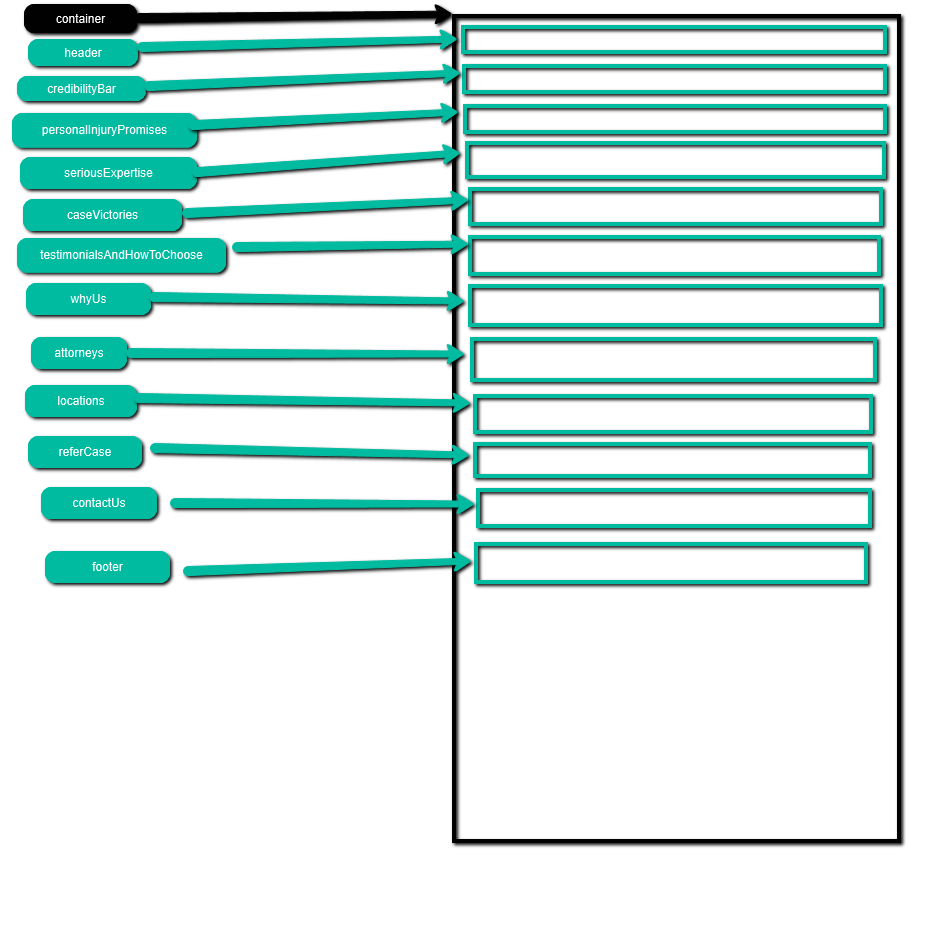 container
header
credibilityBar
personalInjuryPromises
seriousExpertise
caseVictories
testimonialsAndHowToChoose
whyUs
attorneys
locations
referCase
contactUs
footer